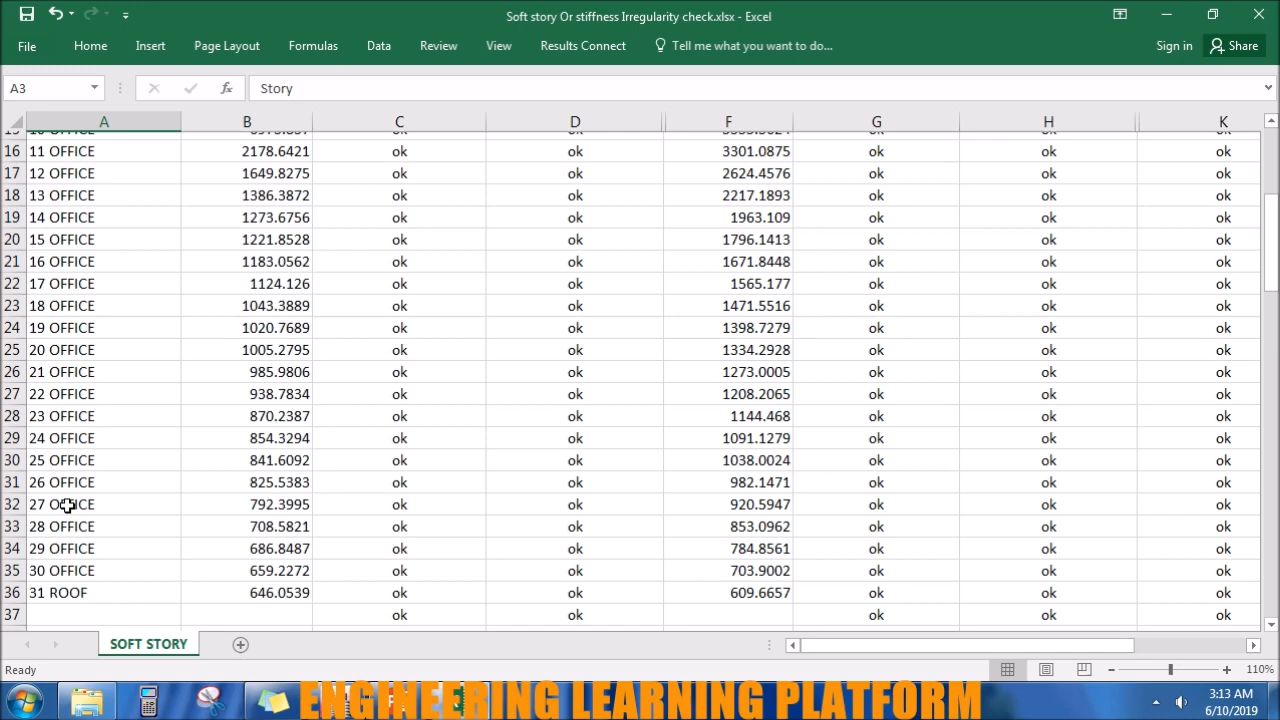 Soft story Or stiffness Irregularity check.xlsx - Excel
File Home Insert Page Layout Formulas Data Review View Results Connect Tell me what you want to do... Sign in Share
A3 fx Story
A B C D F G H K
16 11 OFFICE 2178.6421 ok ok 3301.0875 ok ok ok
17 12 OFFICE 1649.8275 ok ok 2624.4576 ok ok ok
18 13 OFFICE 1386.3872 ok ok 2217.1893 ok ok ok
19 14 OFFICE 1273.6756 ok ok 1963.109 ok ok ok
20 15 OFFICE 1221.8528 ok ok 1796.1413 ok ok ok
21 16 OFFICE 1183.0562 ok ok 1671.8448 ok ok ok
22 17 OFFICE 1124.126 ok ok 1565.177 ok ok ok
23 18 OFFICE 1043.3889 ok ok 1471.5516 ok ok ok
24 19 OFFICE 1020.7689 ok ok 1398.7279 ok ok ok
25 20 OFFICE 1005.2795 ok ok 1334.2928 ok ok ok
26 21 OFFICE 985.9806 ok ok 1273.0005 ok ok ok
27 22 OFFICE 938.7834 ok ok 1208.2065 ok ok ok
28 23 OFFICE 870.2387 ok ok 1144.468 ok ok ok
29 24 OFFICE 854.3294 ok ok 1091.1279 ok ok ok
30 25 OFFICE 841.6092 ok ok 1038.0024 ok ok ok
31 26 OFFICE 825.5383 ok ok 982.1471 ok ok ok
32 27 OFFICE 792.3995 ok ok 920.5947 ok ok ok
33 28 OFFICE 708.5821 ok ok 853.0962 ok ok ok
34 29 OFFICE 686.8487 ok ok 784.8561 ok ok ok
35 30 OFFICE 659.2272 ok ok 703.9002 ok ok ok
36 31 ROOF 646.0539 ok ok 609.6657 ok ok ok
37 ok ok ok ok ok
SOFT STORY
Ready 110%
ENGINEERING LEARNING PLATFORM
3:13 AM
6/10/2019